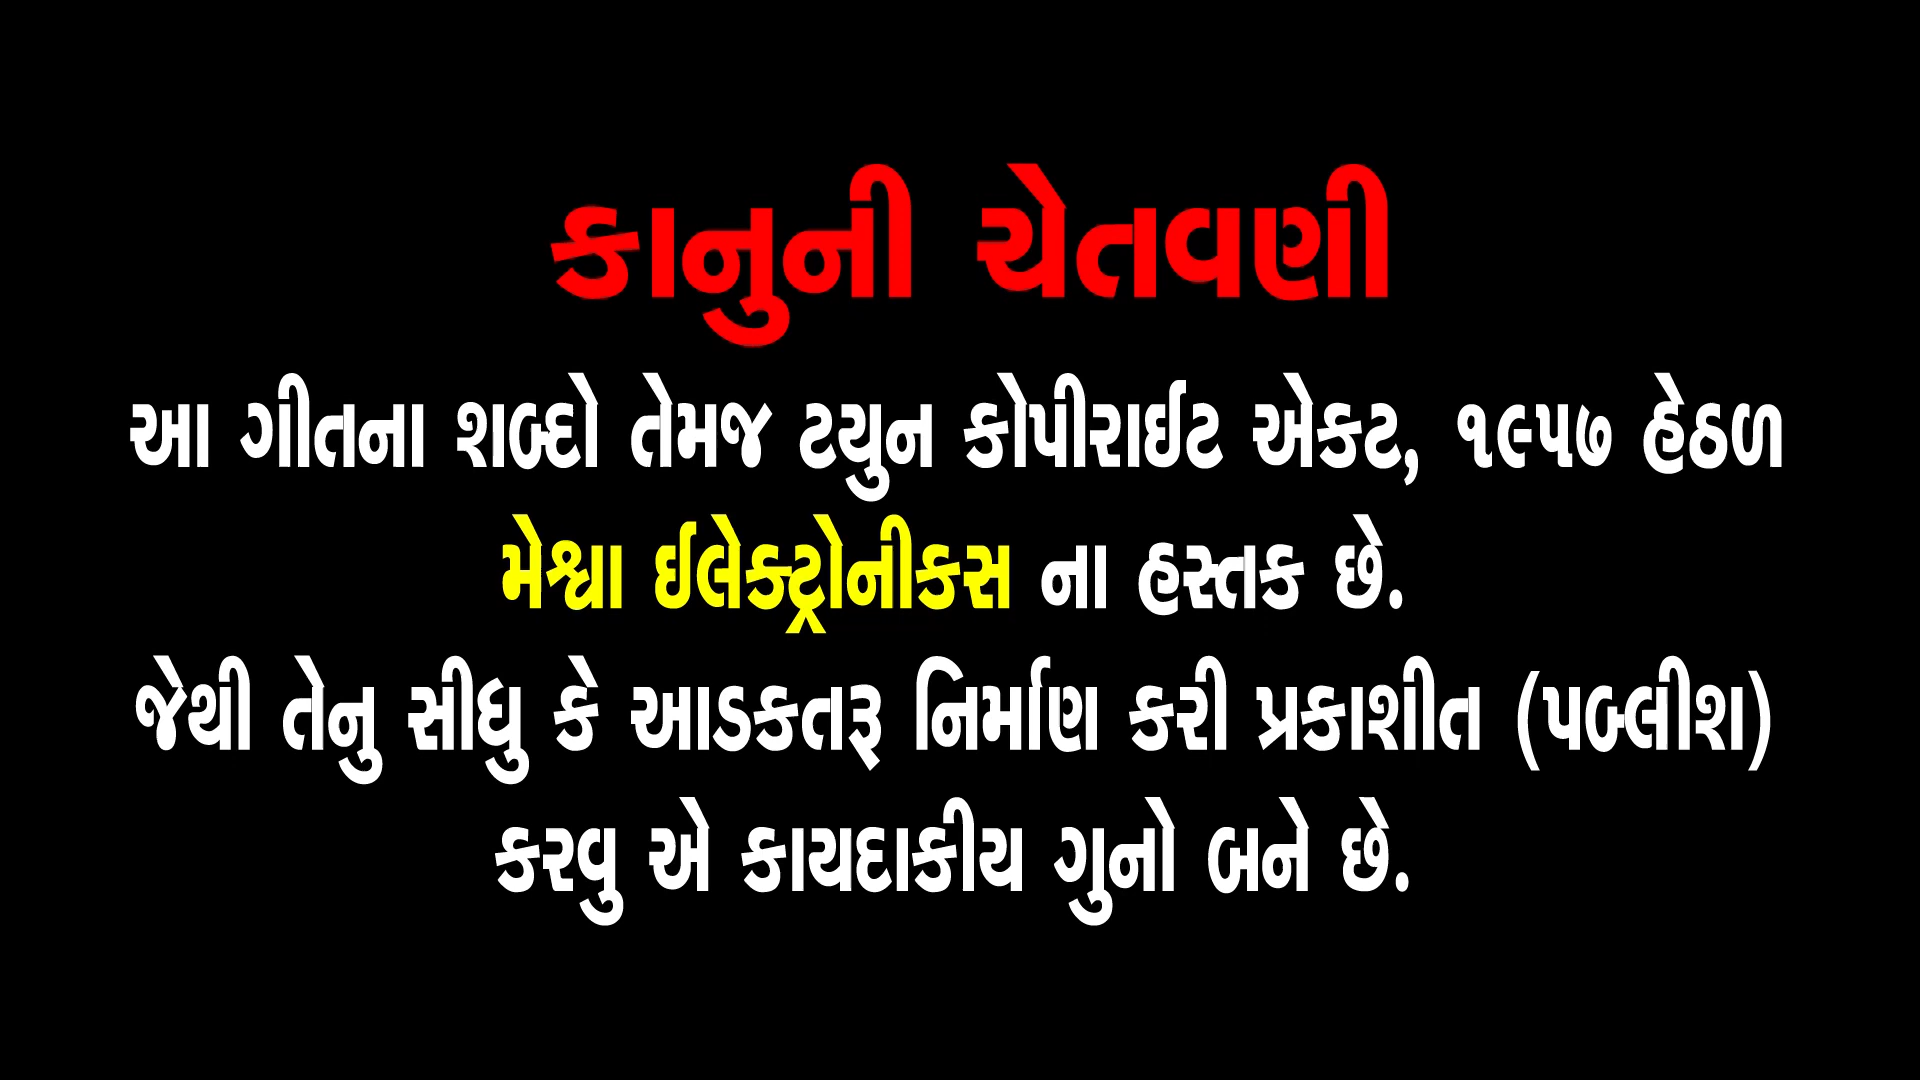 કાનુની ચેતવણી
આ ગીતના શબ્દો તેમજ ટયુન કોપીરાઈટ એકટ, ૧૯૫૭ હેઠળ
મેશ્વા ઈલેક્ટ્રોનીકસ ના હસ્તક છે.
જેથી તેનુ સીધુ કે આડકતરૂ નિર્માણ કરી પ્રકાશીત (પબ્લીશ)
કરવુ એ કાયદાકીય ગુનો બને છે.